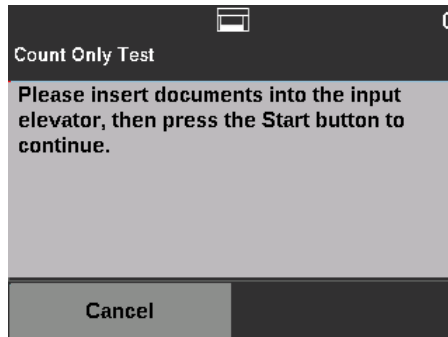 Count Only Test
Please insert documents into the input
elevator, then press the Start button to
continue.
Cancel